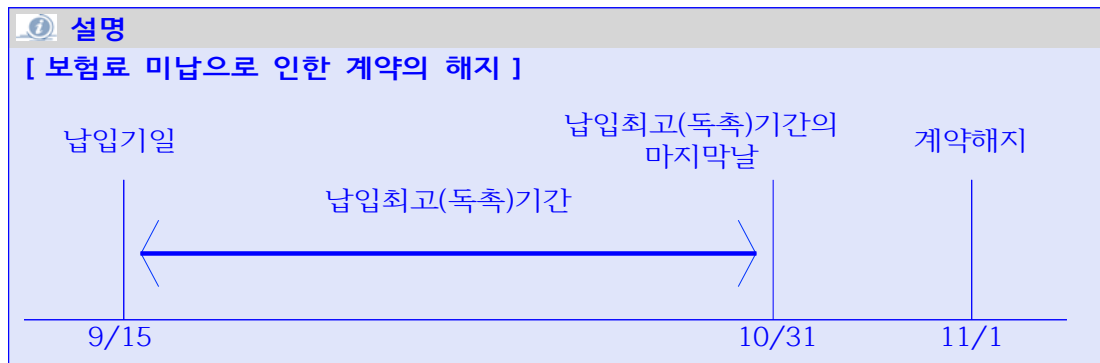 설명
[ 보험료 미납으로 인한 계약의 해지 ]
납입기일
납입최고(독촉)기간의
마지막날
계약해지
납입최고(독촉)기간
9/15
10/31
11/1